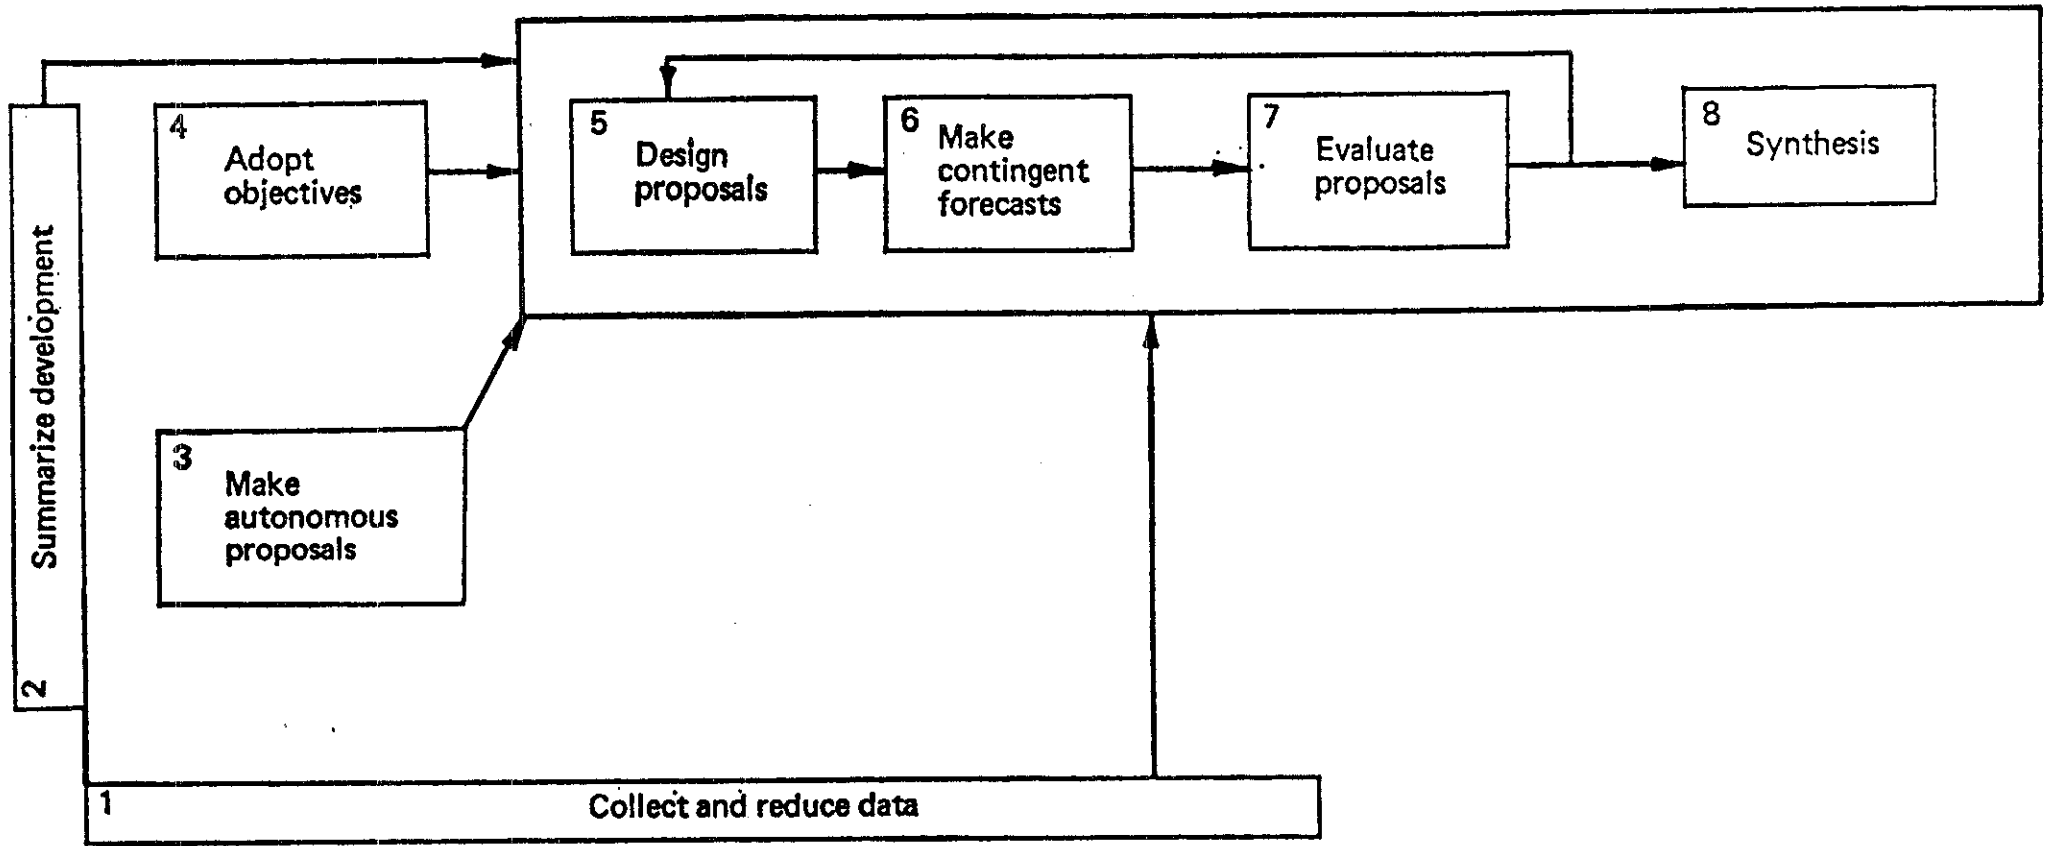 4
Adopt
objectives
5
Design
proposals
6
Make
contingent
forecasts
7
Evaluate
proposals
8
Synthesis
2
Summarize development
3
Make
autonomous
proposals
1
Collect and reduce data